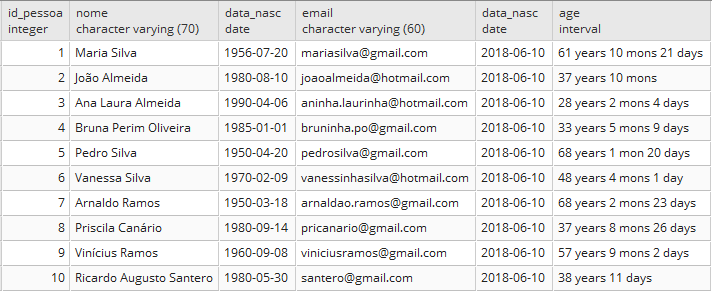 id_pessoa nome data_nasc email data_nasc age
integer character varying (70) date character varying (60) date interval
1 Maria Silva 1956-07-20 mariasilva@gmail.com 2018-06-10 61 years 10 mons 21 days
2 João Almeida 1980-08-10 joaoalmeida@hotmail.com 2018-06-10 37 years 10 mons
3 Ana Laura Almeida 1990-04-06 aninha.laurinha@hotmail.com 2018-06-10 28 years 2 mons 4 days
4 Bruna Perim Oliveira 1985-01-01 bruninha.po@gmail.com 2018-06-10 33 years 5 mons 9 days
5 Pedro Silva 1950-04-20 pedrosilva@gmail.com 2018-06-10 68 years 1 mon 20 days
6 Vanessa Silva 1970-02-09 vanessinhasilva@hotmail.com 2018-06-10 48 years 4 mons 1 day
7 Arnaldo Ramos 1950-03-18 arnaldao.ramos@gmail.com 2018-06-10 68 years 2 mons 23 days
8 Priscila Canário 1980-09-14 pricanario@gmail.com 2018-06-10 37 years 8 mons 26 days
9 Vinícius Ramos 1960-09-08 viniciusramos@gmail.com 2018-06-10 57 years 9 mons 2 days
10 Ricardo Augusto Santero 1980-05-30 santero@gmail.com 2018-06-10 38 years 11 days